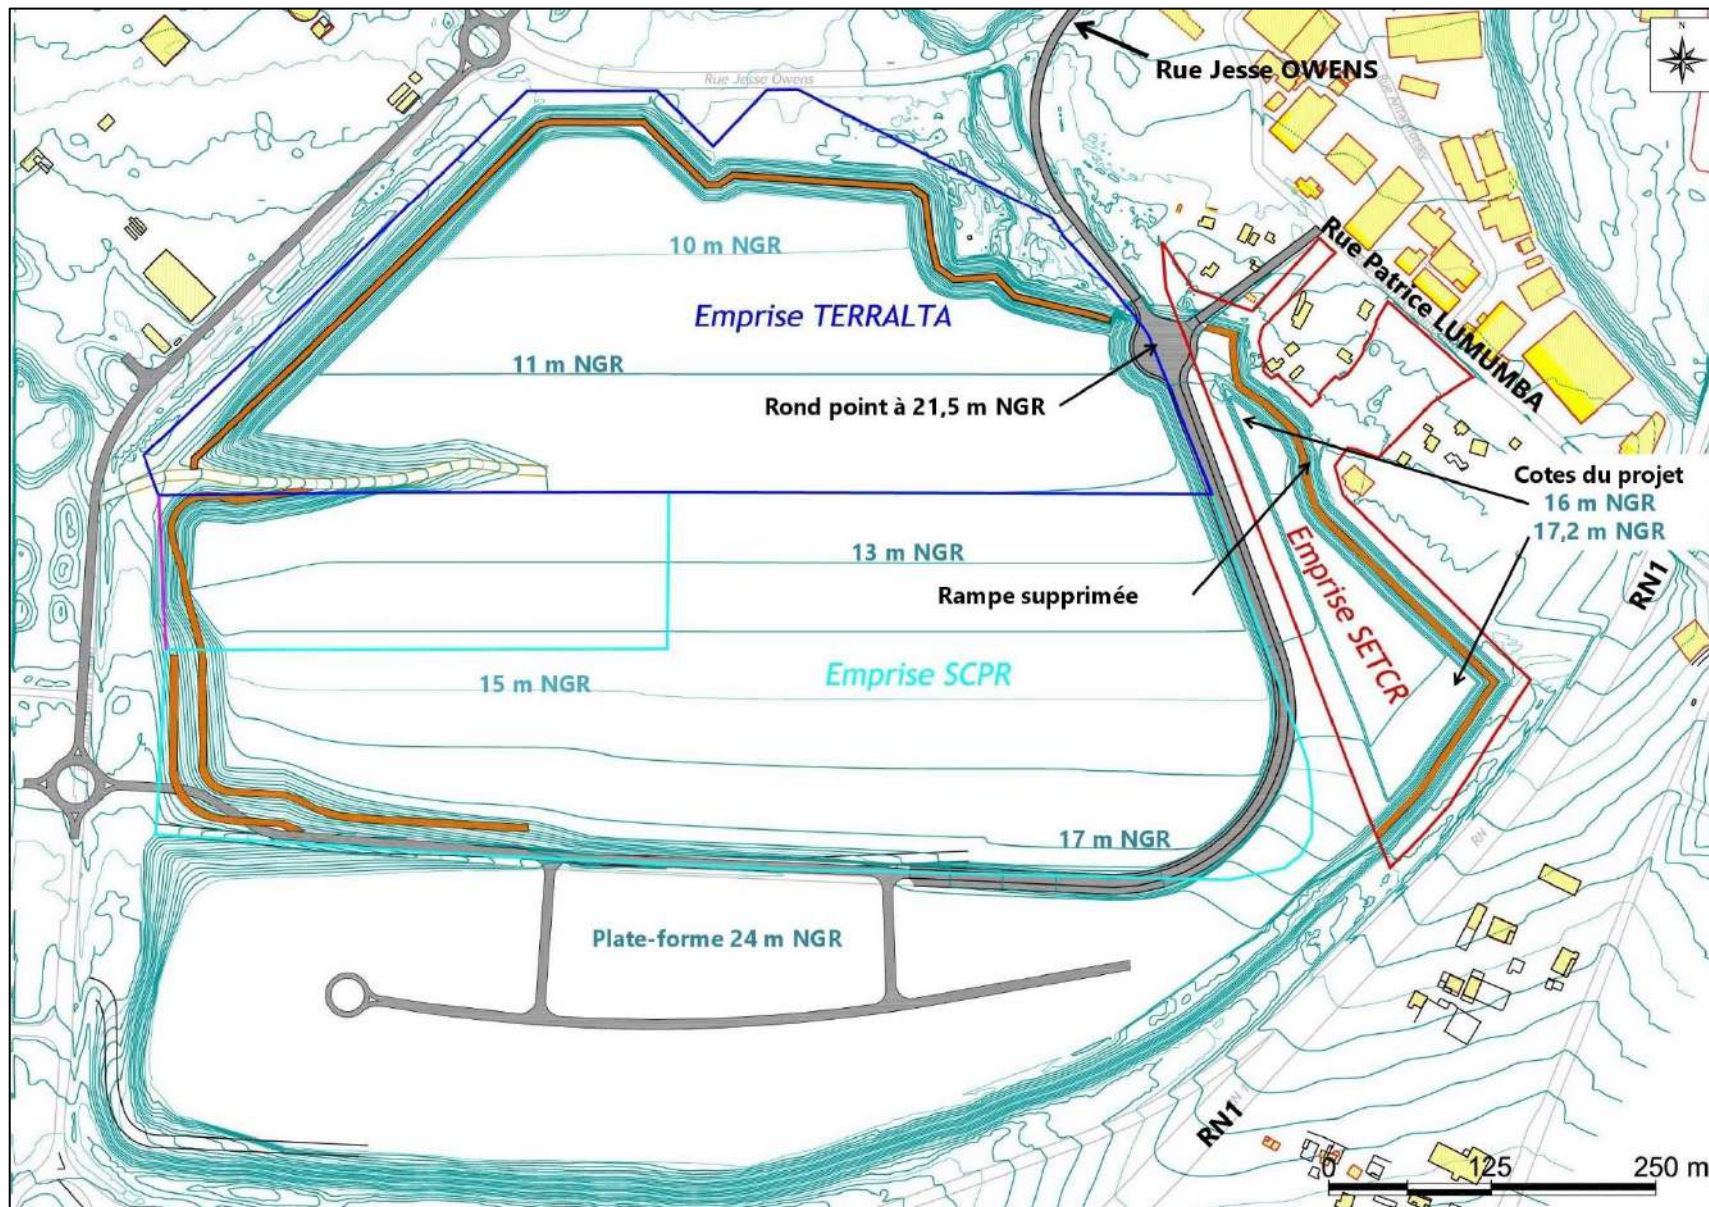 N
Rue Jesse OWENS
Rue Jesse Owens
Rue Patrice LUMUMBA
10 m NGR
Emprise TERRALTA
11 m NGR
Rond point à 21,5 m NGR
Cotes du projet
16 m NGR
17,2 m NGR
13 m NGR
Rampe supprimée
Emprise SETCR
RN1
15 m NGR
Emprise SCPR
17 m NGR
RN
Plate-forme 24 m NGR
RN1
0 125 250 m